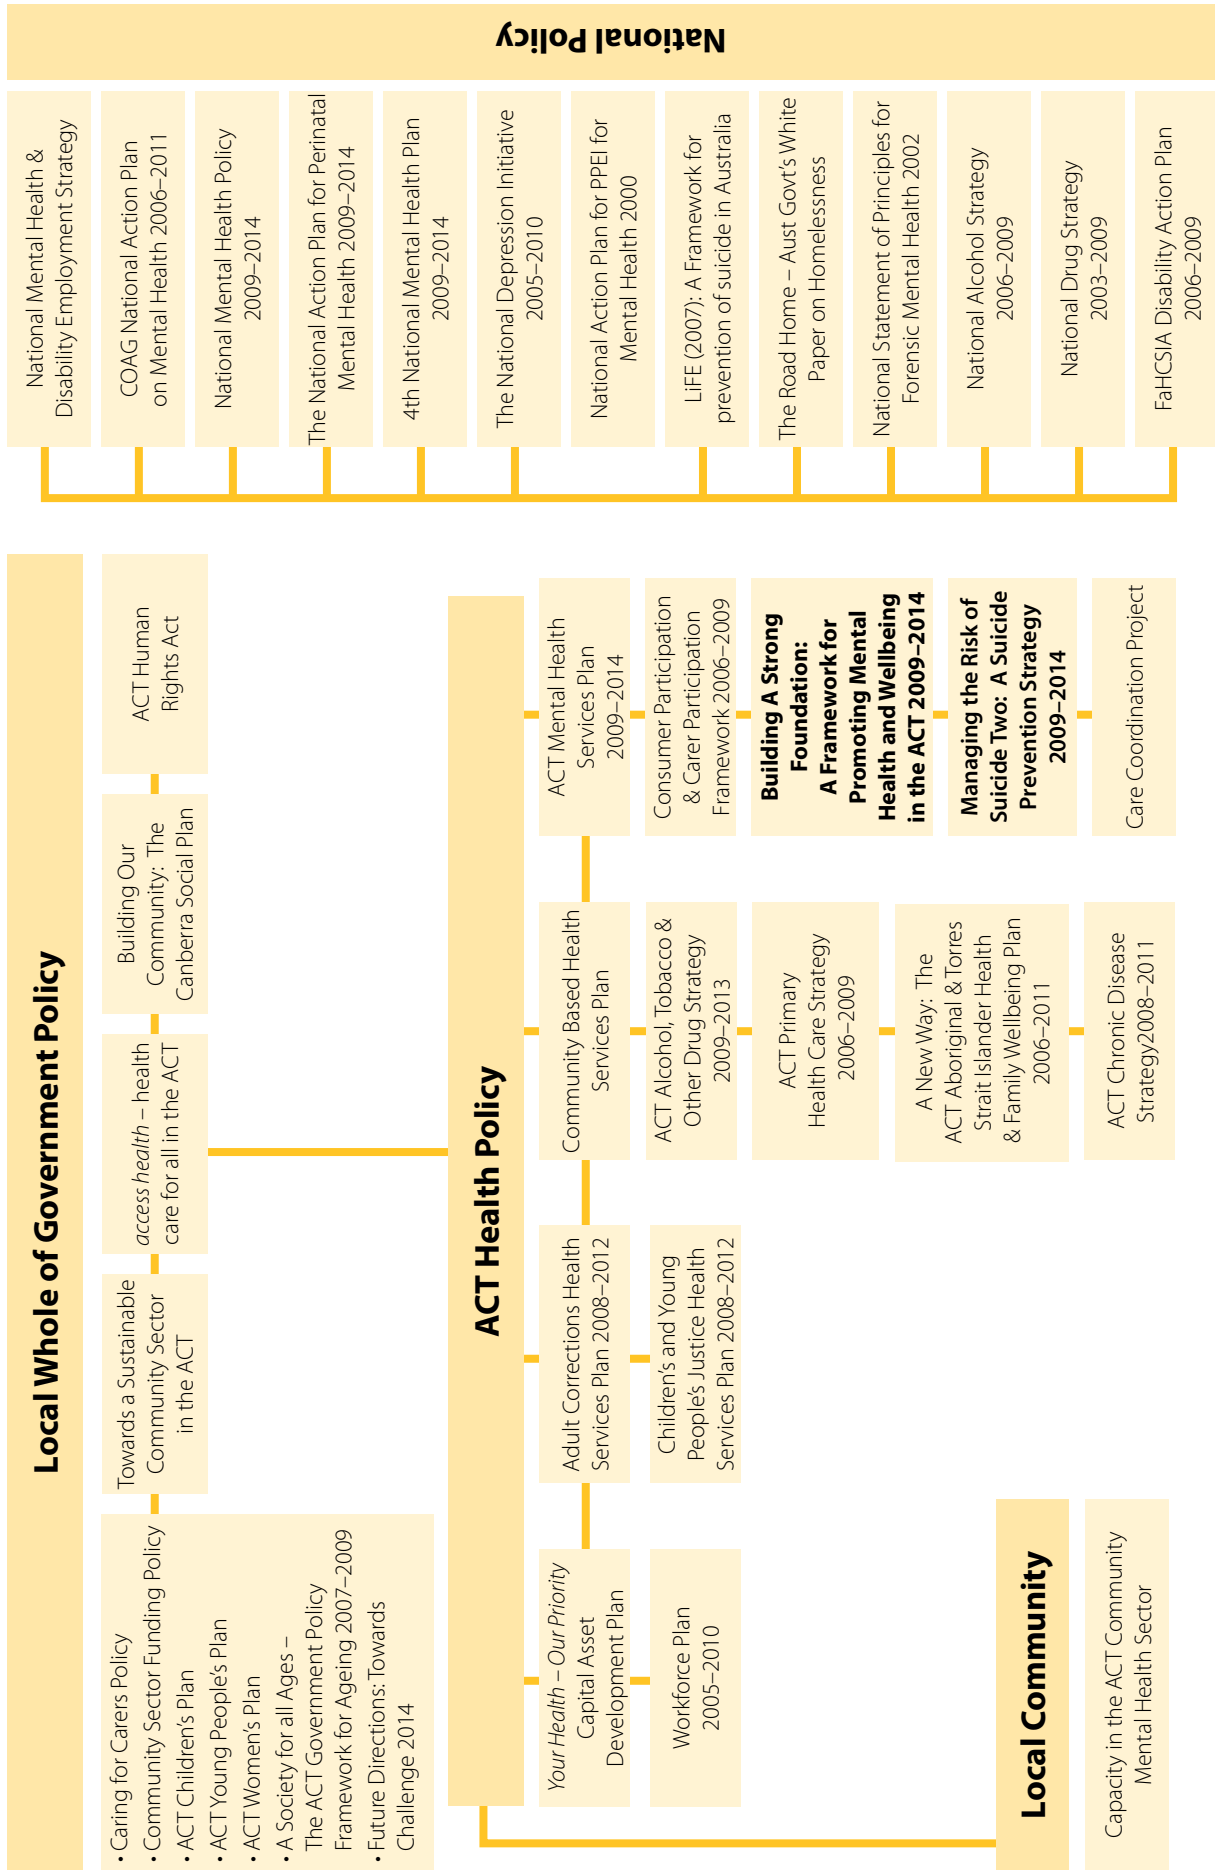 Local Whole of Government Policy
• Caring for Carers Policy
• Community Sector Funding Policy
• ACT Children's Plan
• ACT Young People's Plan
• ACT Women's Plan
• A Society for all Ages –
The ACT Government Policy
Framework for Ageing 2007–2009
• Future Directions: Towards
Challenge 2014
Towards a Sustainable
Community Sector
in the ACT
access health – health
care for all in the ACT
Building Our
Community: The
Canberra Social Plan
ACT Human
Rights Act
ACT Health Policy
Your Health – Our Priority
Capital Asset
Development Plan
Workforce Plan
2005–2010
Adult Corrections Health
Services Plan 2008–2012
Children's and Young
People's Justice Health
Services Plan 2008–2012
Community Based Health
Services Plan
ACT Alcohol, Tobacco &
Other Drug Strategy
2009–2013
ACT Primary
Health Care Strategy
2006–2009
A New Way: The
ACT Aboriginal & Torres
Strait Islander Health
& Family Wellbeing Plan
2006–2011
ACT Chronic Disease
Strategy2008–2011
ACT Mental Health
Services Plan
2009–2014
Consumer Participation
& Carer Participation
Framework 2006–2009
Building A Strong
Foundation:
A Framework for
Promoting Mental
Health and Wellbeing
in the ACT 2009–2014
Managing the Risk of
Suicide Two: A Suicide
Prevention Strategy
2009–2014
Care Coordination Project
Local Community
Capacity in the ACT Community
Mental Health Sector
National Policy
National Mental Health &
Disability Employment Strategy
COAG National Action Plan
on Mental Health 2006–2011
National Mental Health Policy
2009–2014
The National Action Plan for Perinatal
Mental Health 2009–2014
4th National Mental Health Plan
2009–2014
The National Depression Initiative
2005–2010
National Action Plan for PPEI for
Mental Health 2000
LiFE (2007): A Framework for
prevention of suicide in Australia
The Road Home – Aust Govt's White
Paper on Homelessness
National Statement of Principles for
Forensic Mental Health 2002
National Alcohol Strategy
2006–2009
National Drug Strategy
2003–2009
FaHCSIA Disability Action Plan
2006–2009